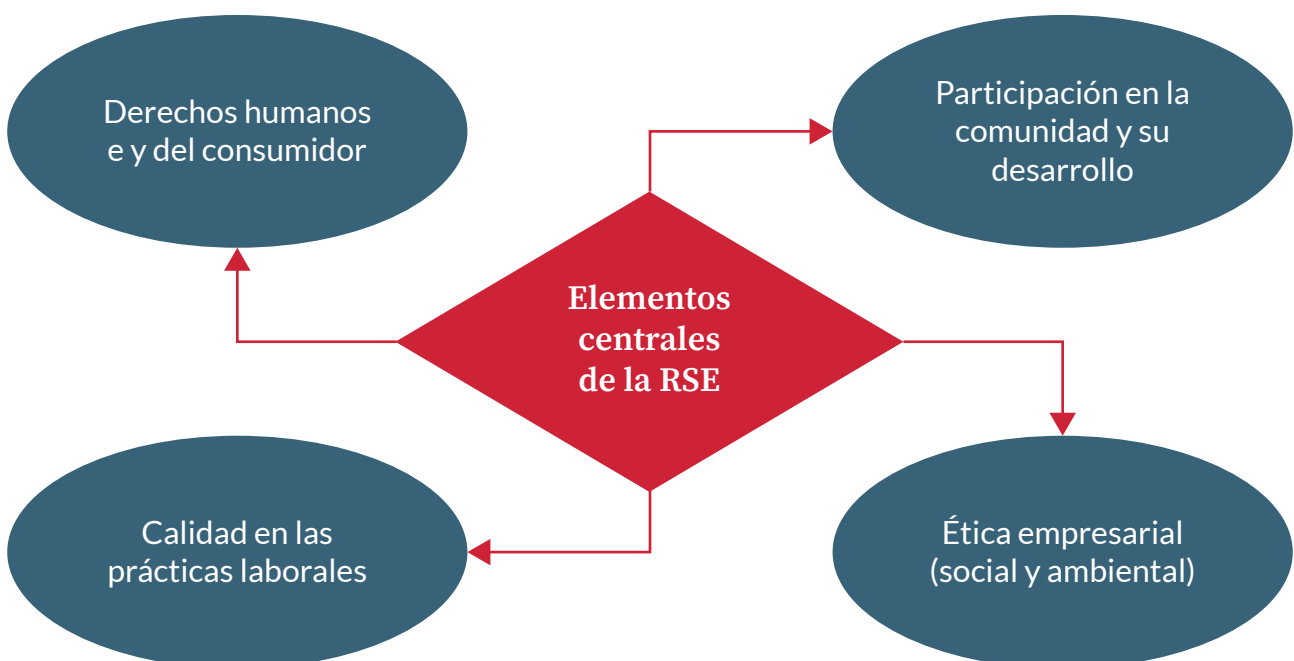 Derechos humanos
e y del consumidor
Participación en la
comunidad y su
desarrollo
Elementos
centrales
de la RSE
Calidad en las
prácticas laborales
Ética empresarial
(social y ambiental)